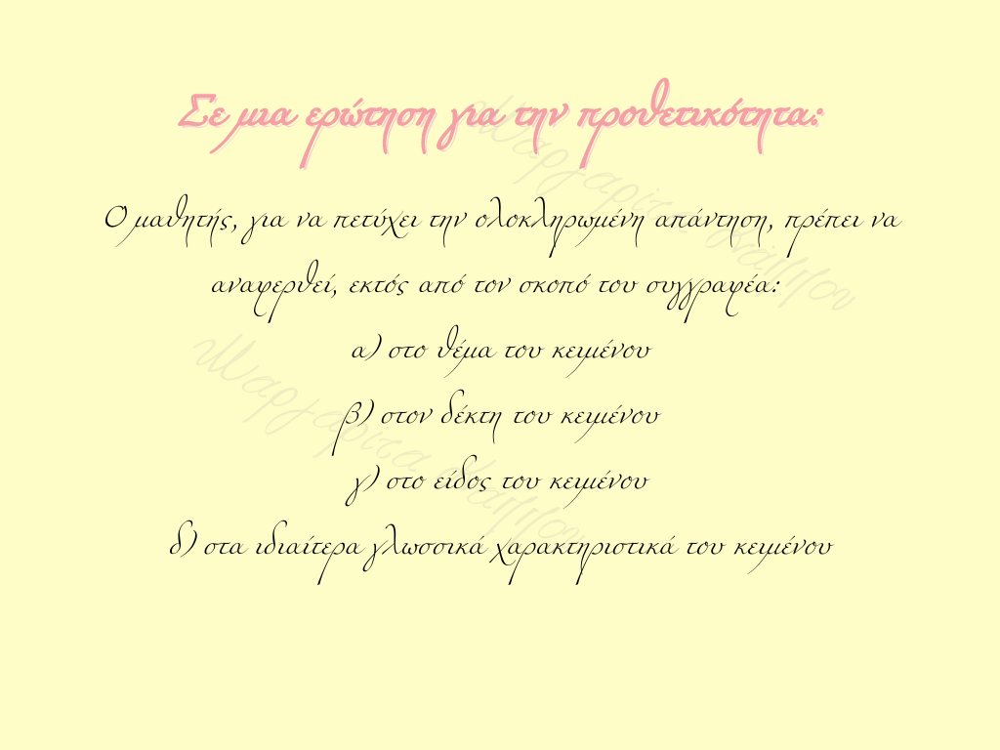 Σε μια ερώτηση για την προθετικότητα:
Ο μαθητής, για να πετύχει την ολοκληρωμένη απάντηση, πρέπει να
αναφερθεί, εκτός από τον σκοπό του συγγραφέα:
α) στο θέμα του κειμένου
β) στον δέκτη του κειμένου
γ) στο είδος του κειμένου
δ) στα ιδιαίτερα γλωσσικά χαρακτηριστικά του κειμένου
Μαργαρίτα
Μαργαρίτα